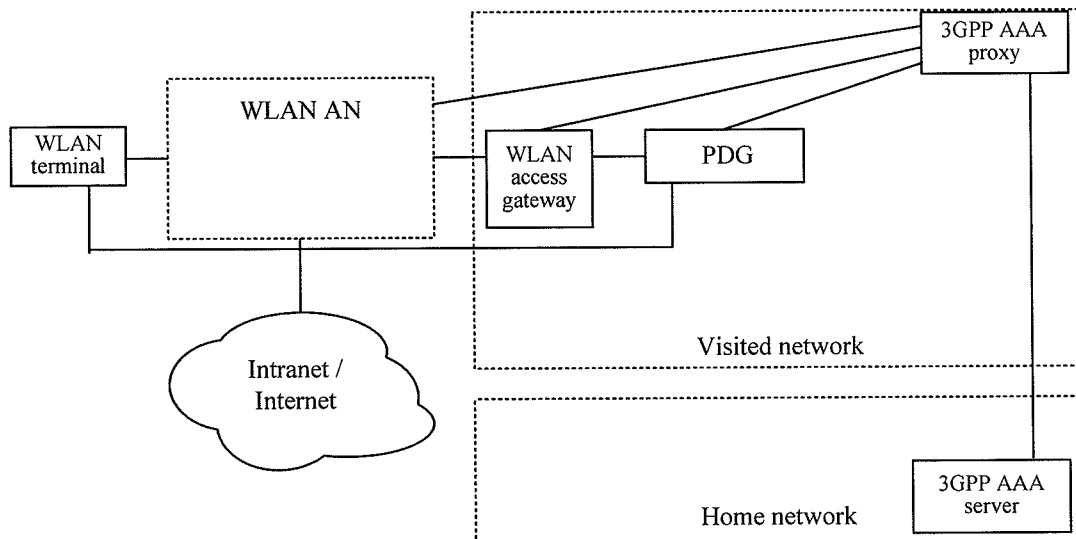 3GPP AAA
proxy
WLAN AN
WLAN
terminal
WLAN
access
gateway
PDG
Visited network
Intranet /
Internet
3GPP AAA
server
Home network